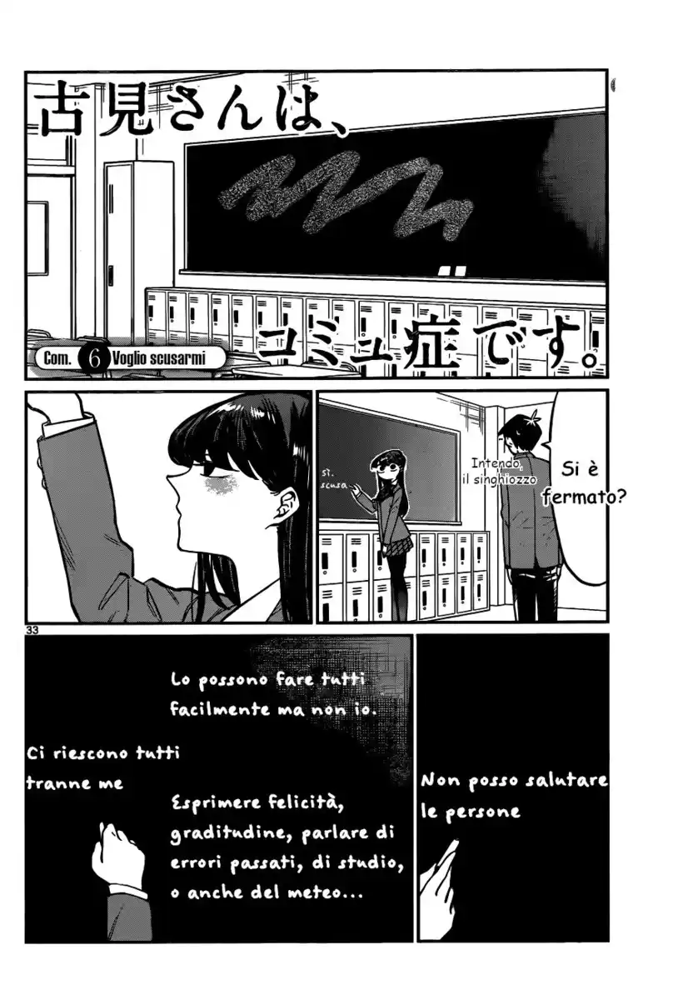 古見さんは、
コミュ症です。
Com. 6 Voglio scusarmi
Si è
fermato?
Intendo,
il singhiozzo
sì.
scusa
33
Non posso salutare
le persone
Lo possono fare tutti
facilmente ma non io.
Esprimere felicità,
graditudine, parlare di
errori passati, di studio,
o anche del meteo...
Ci riescono tutti
tranne me